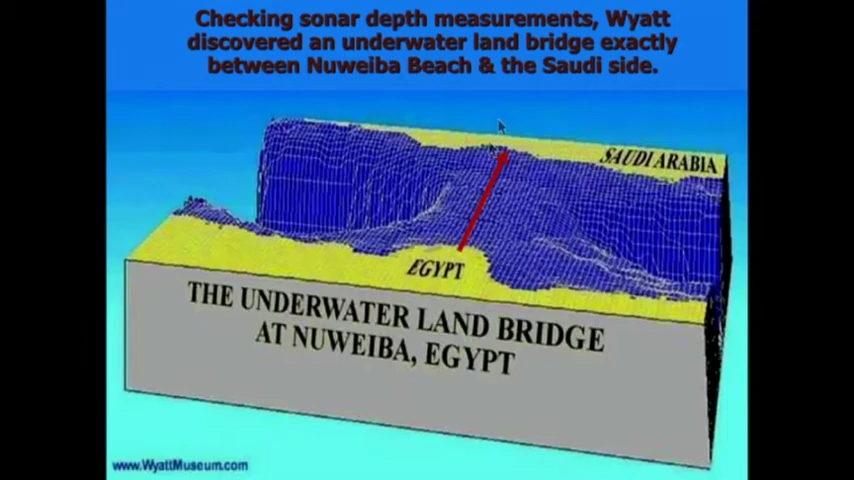 Checking sonar depth measurements, Wyatt
discovered an underwater land bridge exactly
between Nuweiba Beach & the Saudi side.
SAUDI ARABIA
EGYPT
THE UNDERWATER LAND BRIDGE
AT NUWEIBA, EGYPT
www.WyattMuseum.com